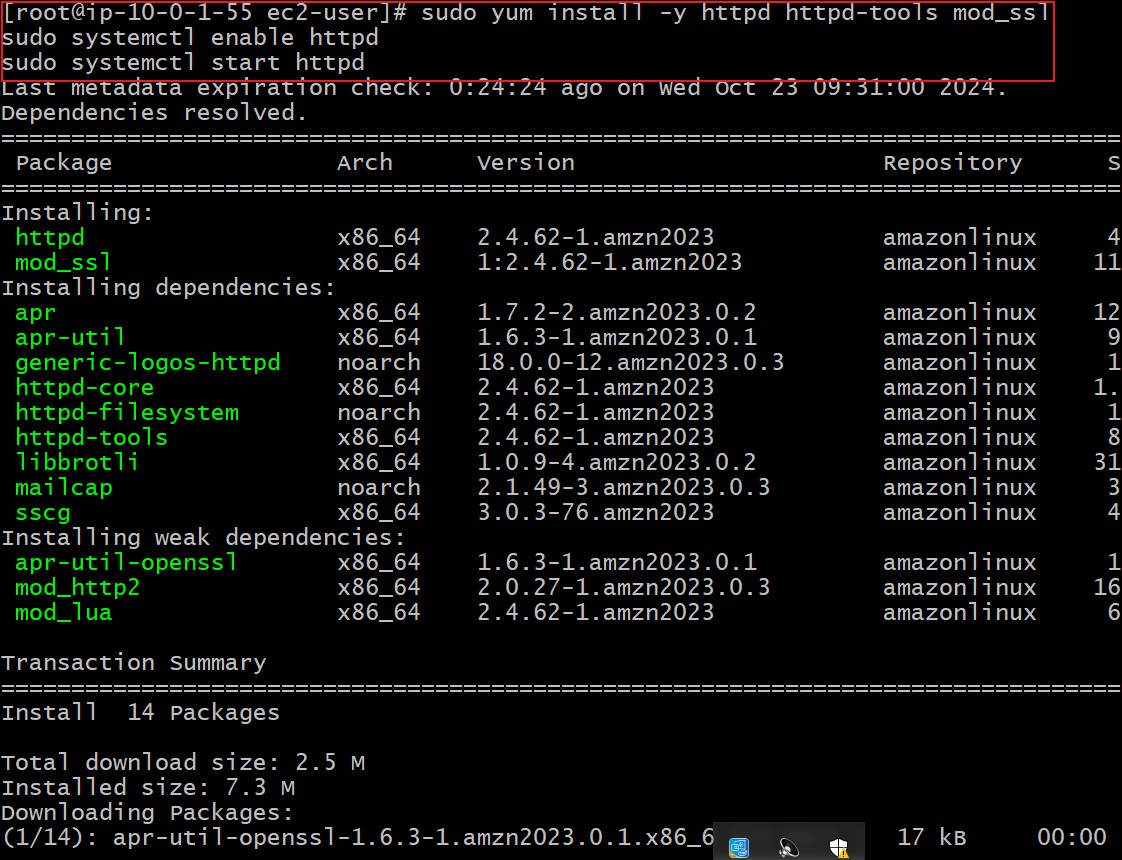 [root@ip-10-0-1-55 ec2-user]# sudo yum install -y httpd httpd-tools mod_ssl
sudo systemctl enable httpd
sudo systemctl start httpd
Last metadata expiration check: 0:24:24 ago on Wed Oct 23 09:31:00 2024.
Dependencies resolved.
================================================================================
Package Arch Version Repository S
================================================================================
Installing:
httpd x86_64 2.4.62-1.amzn2023 amazonlinux 4
mod_ssl x86_64 1:2.4.62-1.amzn2023 amazonlinux 11
Installing dependencies:
apr x86_64 1.7.2-2.amzn2023.0.2 amazonlinux 12
apr-util x86_64 1.6.3-1.amzn2023.0.1 amazonlinux 9
generic-logos-httpd noarch 18.0.0-12.amzn2023.0.3 amazonlinux 1
httpd-core x86_64 2.4.62-1.amzn2023 amazonlinux 1.
httpd-filesystem noarch 2.4.62-1.amzn2023 amazonlinux 1
httpd-tools x86_64 2.4.62-1.amzn2023 amazonlinux 8
libbrotli x86_64 1.0.9-4.amzn2023.0.2 amazonlinux 31
mailcap noarch 2.1.49-3.amzn2023.0.3 amazonlinux 3
sscg x86_64 3.0.3-76.amzn2023 amazonlinux 4
Installing weak dependencies:
apr-util-openssl x86_64 1.6.3-1.amzn2023.0.1 amazonlinux 1
mod_http2 x86_64 2.0.27-1.amzn2023.0.3 amazonlinux 16
mod_lua x86_64 2.4.62-1.amzn2023 amazonlinux 6
Transaction Summary
================================================================================
Install 14 Packages
Total download size: 2.5 M
Installed size: 7.3 M
Downloading Packages:
(1/14): apr-util-openssl-1.6.3-1.amzn2023.0.1.x86_6 17 kB 00:00